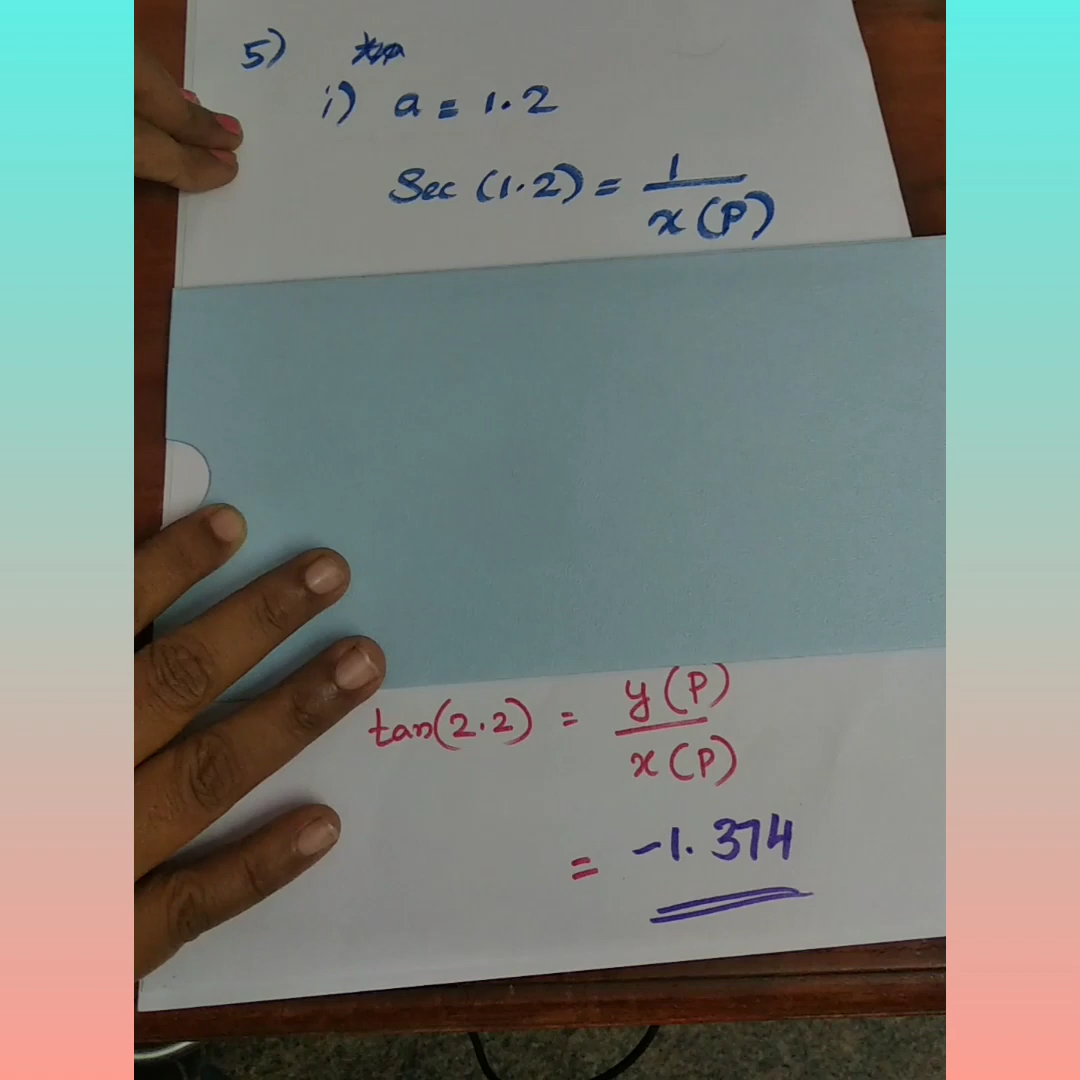 5)
i) a = 1.2
Sec (1.2) = 1 / x(P)
tan(2.2) = y(P) / x(P)
= -1.374